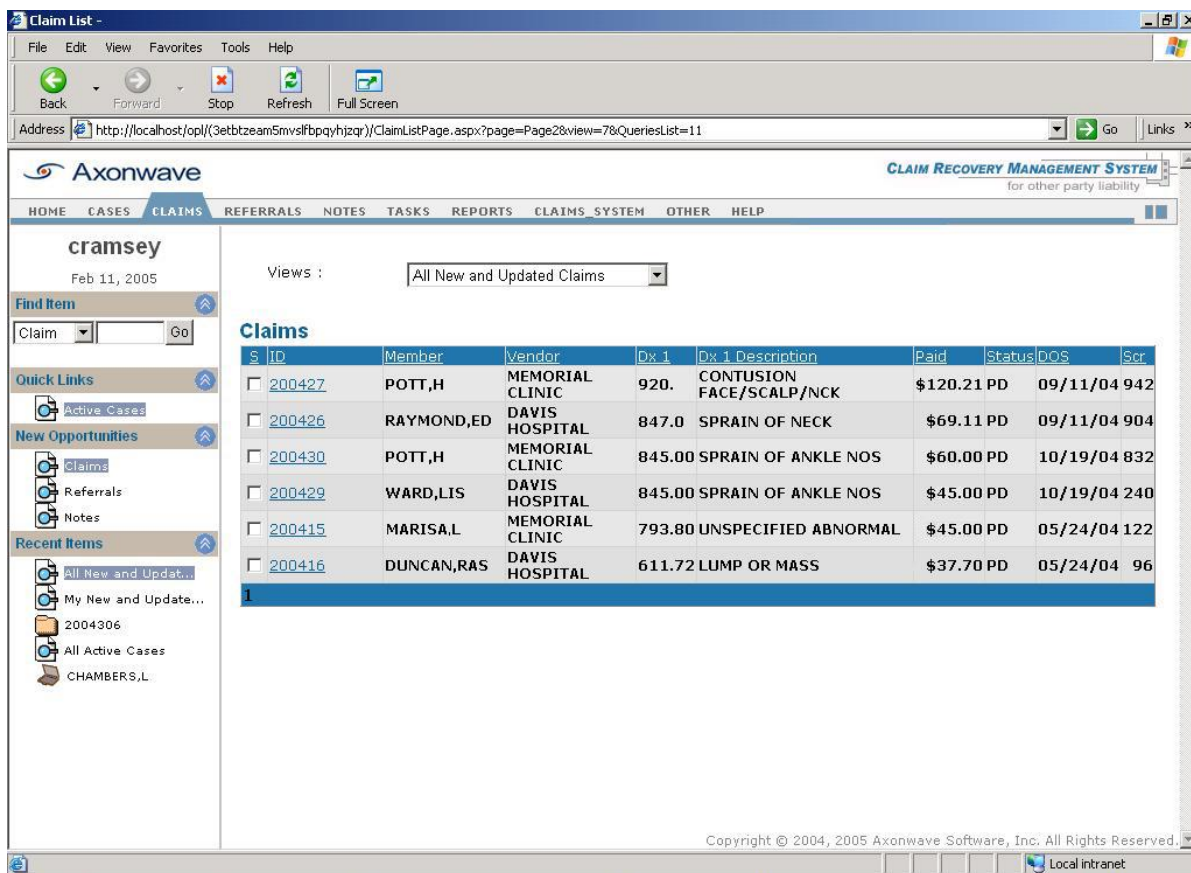 Claim List -
File Edit View Favorites Tools Help
Back Forward Stop Refresh Full Screen
Address http://localhost/opl/(3etbtzeam5mvslfbpqyhjzqr)/ClaimListPage.aspx?page=Page2&view=7&QueriesList=11 Go Links »
Axonwave
CLAIM RECOVERY MANAGEMENT SYSTEM
for other party liability
HOME CASES CLAIMS REFERRALS NOTES TASKS REPORTS CLAIMS_SYSTEM OTHER HELP
cramsey
Feb 11, 2005
Find Item
Claim Go
Quick Links
Active Cases
New Opportunities
Claims
Referrals
Notes
Recent Items
All New and Updat...
My New and Update...
2004306
All Active Cases
CHAMBERS,L
Views : All New and Updated Claims
Claims
S ID Member Vendor Dx 1 Dx 1 Description Paid Status DOS Scr
200427 POTT,H MEMORIAL CLINIC 920. CONTUSION FACE/SCALP/NCK $120.21 PD 09/11/04 942
200426 RAYMOND,ED DAVIS HOSPITAL 847.0 SPRAIN OF NECK $69.11 PD 09/11/04 904
200430 POTT,H MEMORIAL CLINIC 845.00 SPRAIN OF ANKLE NOS $60.00 PD 10/19/04 832
200429 WARD,LIS DAVIS HOSPITAL 845.00 SPRAIN OF ANKLE NOS $45.00 PD 10/19/04 240
200415 MARISA,L MEMORIAL CLINIC 793.80 UNSPECIFIED ABNORMAL $45.00 PD 05/24/04 122
200416 DUNCAN,RAS DAVIS HOSPITAL 611.72 LUMP OR MASS $37.70 PD 05/24/04 96
1
Copyright © 2004, 2005 Axonwave Software, Inc. All Rights Reserved.
Local intranet